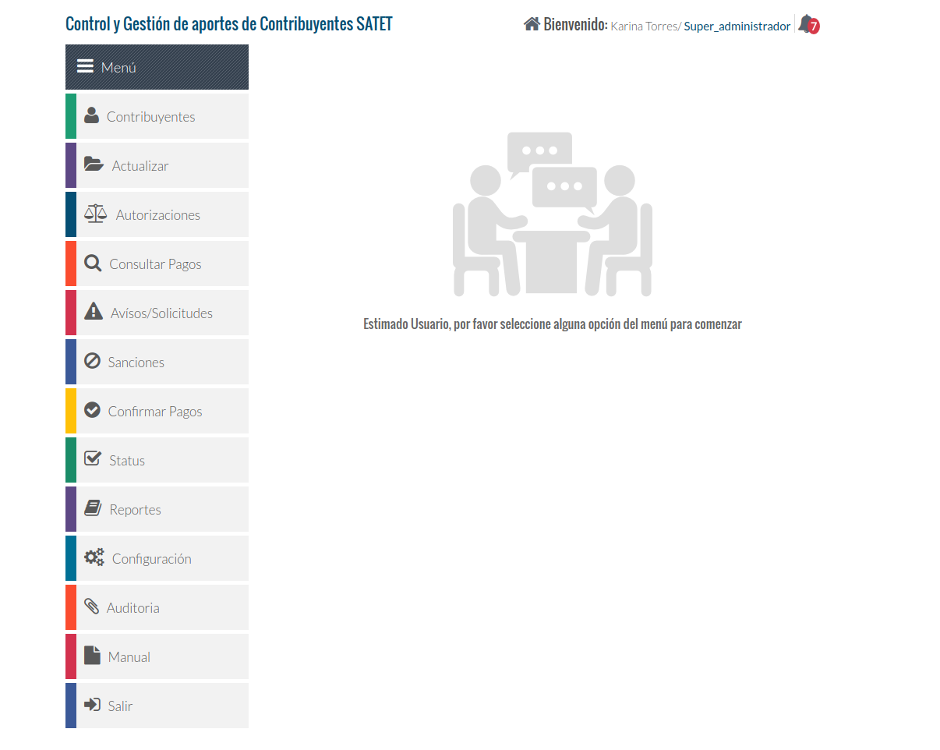 Control y Gestión de aportes de Contribuyentes SATET
Bienvenido: Karina Torres/ Super_administrador 7
Menú
Contribuyentes
Actualizar
Autorizaciones
Consultar Pagos
Avísos/Solicitudes
Sanciones
Confirmar Pagos
Status
Reportes
Configuración
Auditoria
Manual
Salir
Estimado Usuario, por favor seleccione alguna opción del menú para comenzar